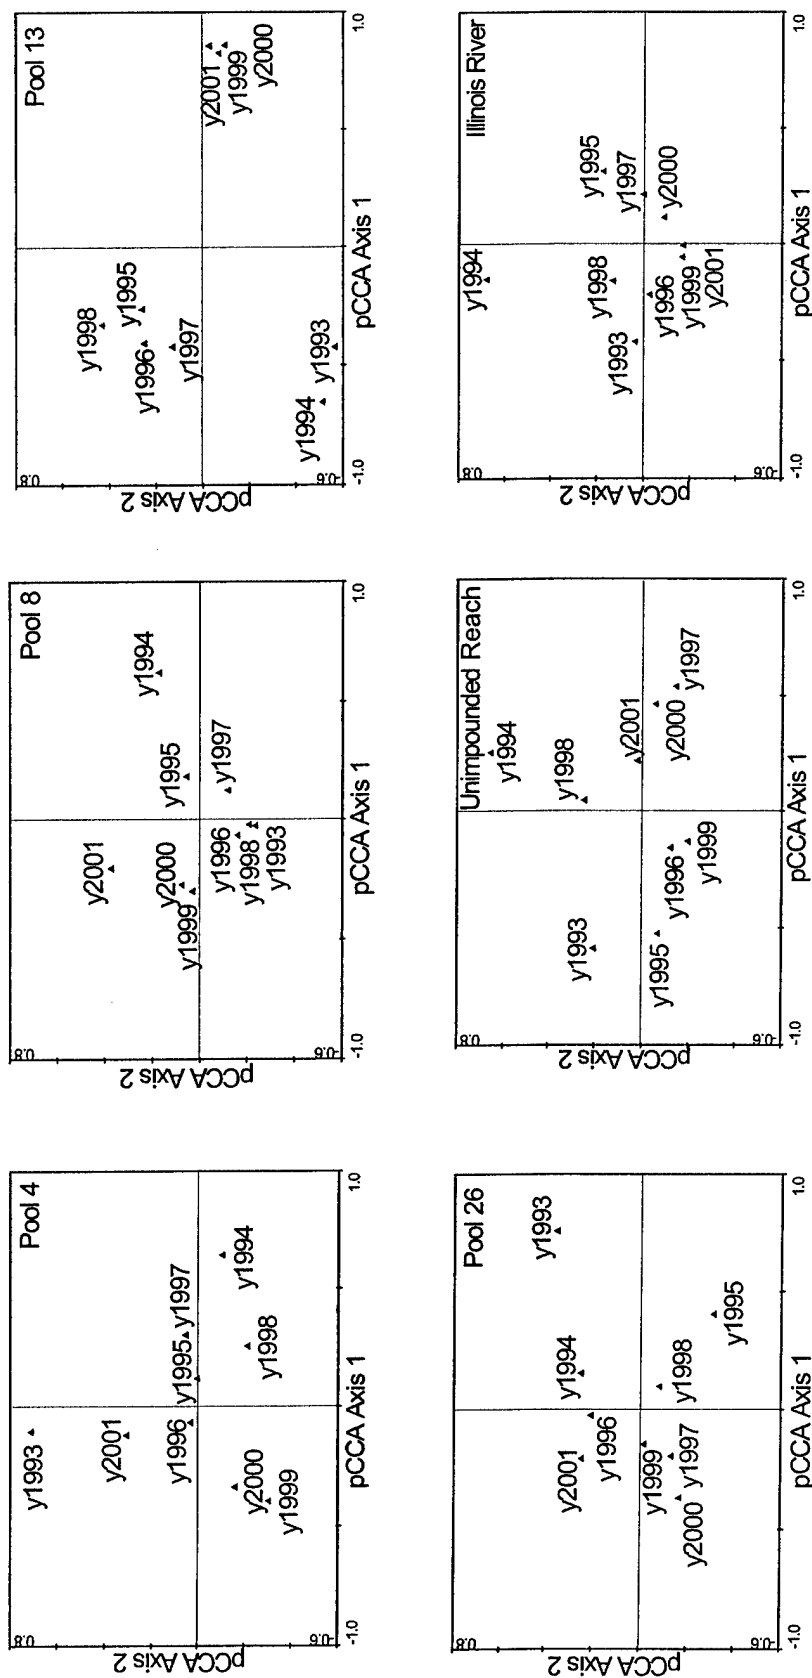 Pool 4
0.8
pCCA Axis 2
-0.6
y1993
y2001
y1996
y1995
y1997
y1994
y1998
y2000
y1999
-1.0
1.0
pCCA Axis 1
Pool 8
0.8
pCCA Axis 2
-0.6
y2001
y1994
y2000
y1995
y1999
y1997
y1996
y1998
y1993
-1.0
1.0
pCCA Axis 1
Pool 13
0.8
pCCA Axis 2
-0.6
y1998
y1995
y1996
y1997
y2001
y1999
y2000
y1994
y1993
-1.0
1.0
pCCA Axis 1
Pool 26
0.8
pCCA Axis 2
-0.6
y1993
y1994
y2001
y1996
y1999
y1998
y1997
y2000
y1995
-1.0
1.0
pCCA Axis 1
Unimpounded Reach
0.8
pCCA Axis 2
-0.6
y1994
y1998
y1993
y2001
y1995
y1996
y2000
y1999
y1997
-1.0
1.0
pCCA Axis 1
Illinois River
0.8
pCCA Axis 2
-0.6
y1994
y1995
y1998
y1997
y1993
y2000
y1996
y1999
y2001
-1.0
1.0
pCCA Axis 1